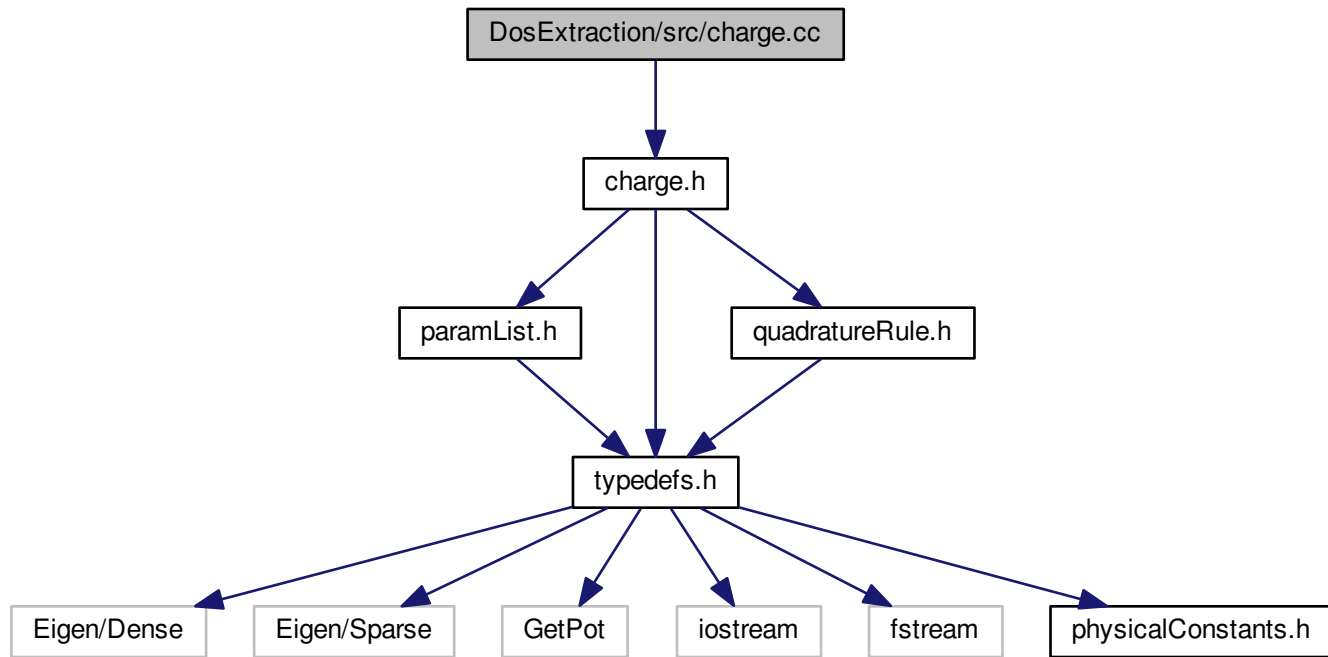 DosExtraction/src/charge.cc
charge.h
paramList.h
quadratureRule.h
typedefs.h
Eigen/Dense
Eigen/Sparse
GetPot
iostream
fstream
physicalConstants.h